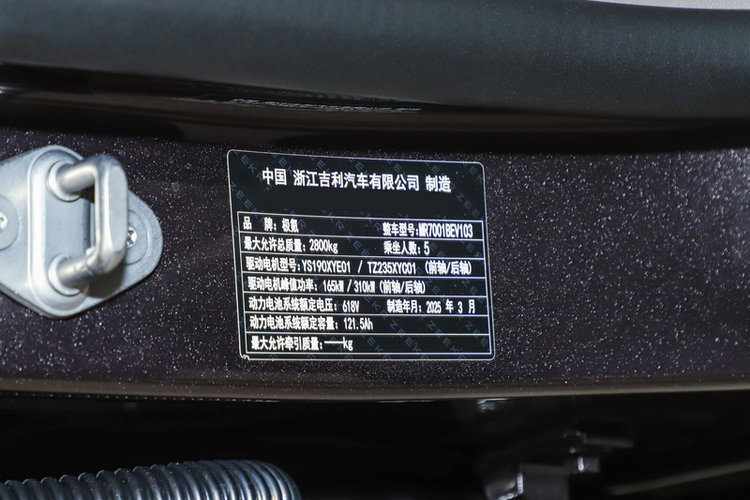 中国 浙江吉利汽车有限公司 制造
品 牌：极氪 整车型号：MR7001BEV103
最大允许总质量：2800kg 乘坐人数：5
驱动电机型号：YS190XYE01 / TZ235XYC01 (前轴/后轴)
驱动电机峰值功率：165kW / 310kW (前轴/后轴)
动力电池系统额定电压：618V 制造年月：2025 年 3 月
动力电池系统额定容量：121.5Ah
最大允许牵引质量：——kg